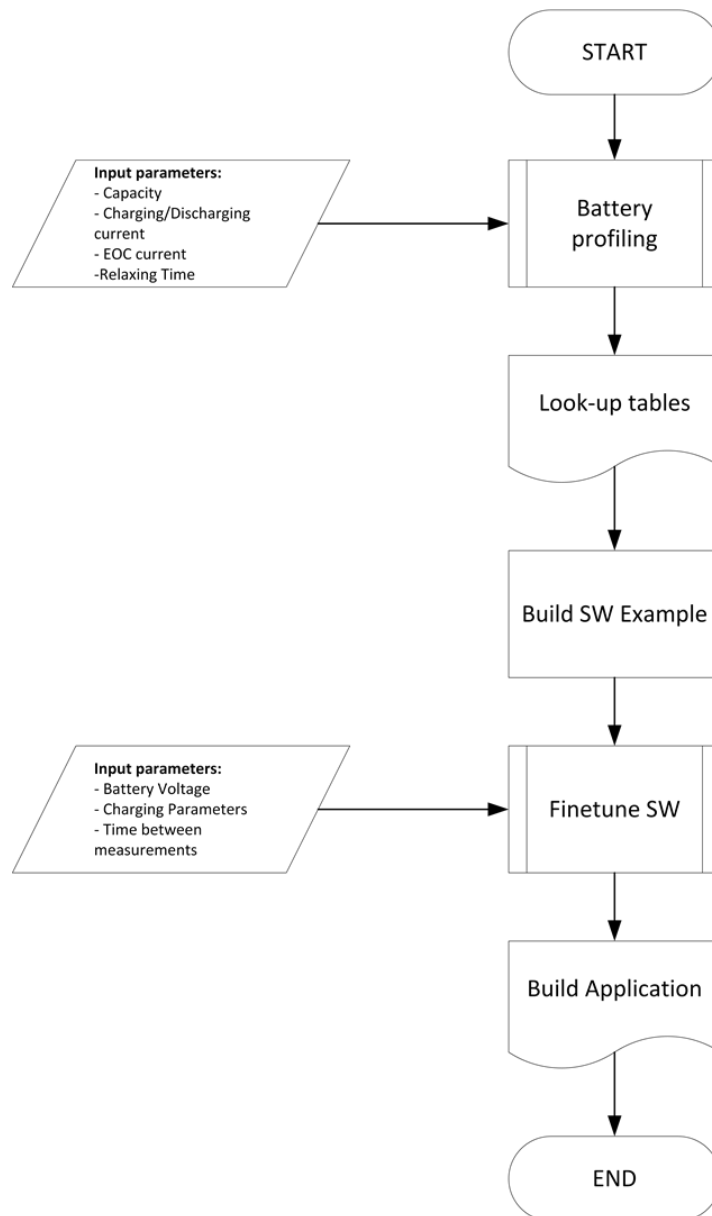 START
Input parameters:
- Capacity
- Charging/Discharging
current
- EOC current
-Relaxing Time
Battery
profiling
Look-up tables
Build SW Example
Input parameters:
- Battery Voltage
- Charging Parameters
- Time between
measurements
Finetune SW
Build Application
END